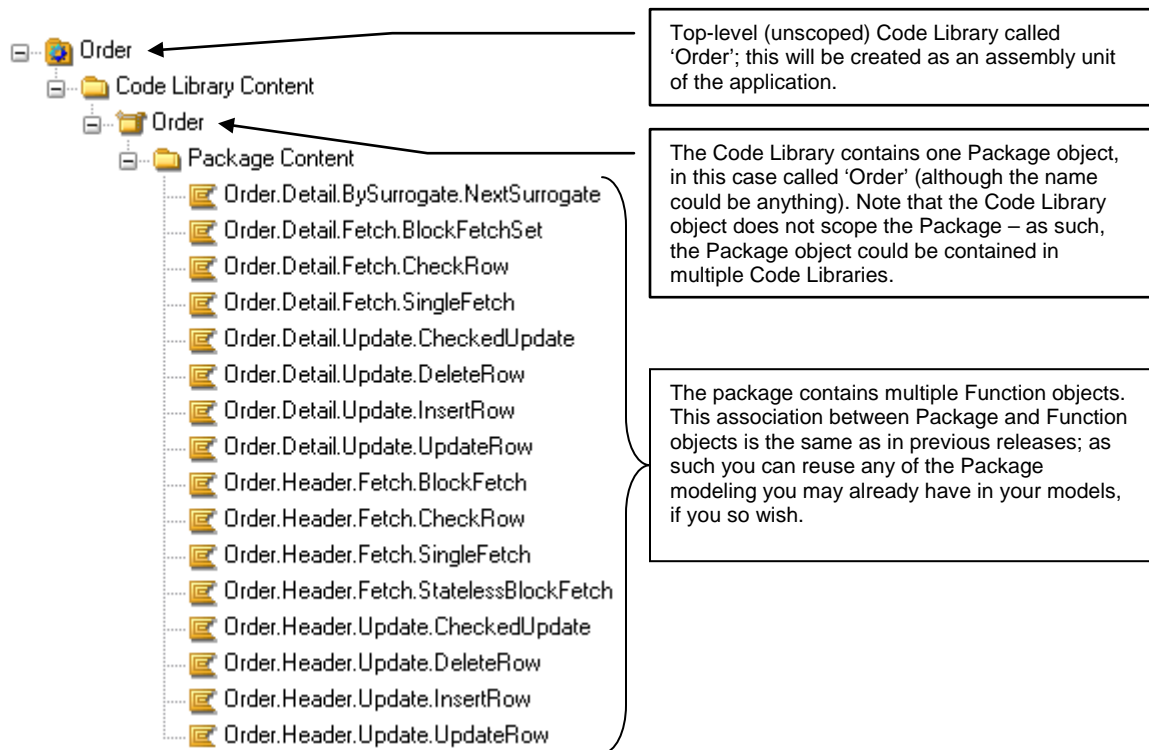 Order
Code Library Content
Order
Package Content
Order.Detail.BySurrogate.NextSurrogate
Order.Detail.Fetch.BlockFetchSet
Order.Detail.Fetch.CheckRow
Order.Detail.Fetch.SingleFetch
Order.Detail.Update.CheckedUpdate
Order.Detail.Update.DeleteRow
Order.Detail.Update.InsertRow
Order.Detail.Update.UpdateRow
Order.Header.Fetch.BlockFetch
Order.Header.Fetch.CheckRow
Order.Header.Fetch.SingleFetch
Order.Header.Fetch.StatelessBlockFetch
Order.Header.Update.CheckedUpdate
Order.Header.Update.DeleteRow
Order.Header.Update.InsertRow
Order.Header.Update.UpdateRow
Top-level (unscoped) Code Library called
‘Order’; this will be created as an assembly unit
of the application.
The Code Library contains one Package object,
in this case called ‘Order’ (although the name
could be anything). Note that the Code Library
object does not scope the Package – as such,
the Package object could be contained in
multiple Code Libraries.
The package contains multiple Function objects.
This association between Package and Function
objects is the same as in previous releases; as
such you can reuse any of the Package
modeling you may already have in your models,
if you so wish.